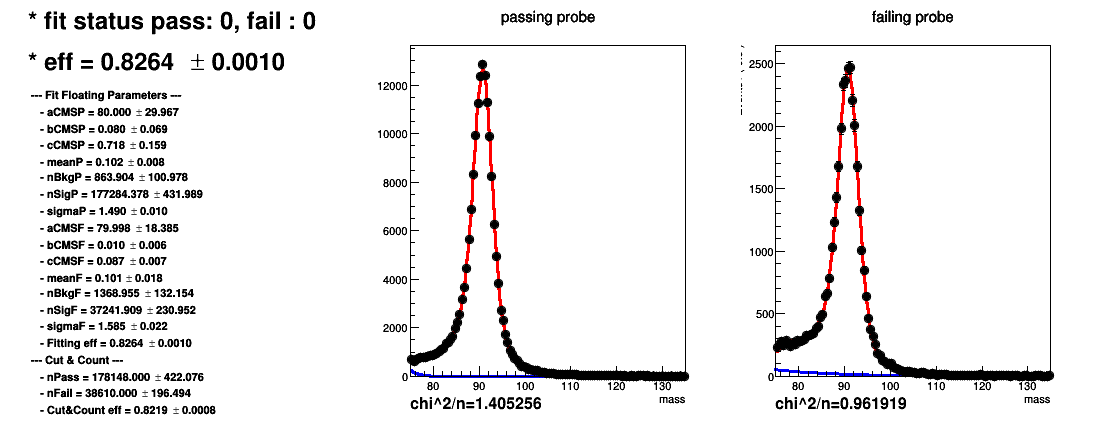 * fit status pass: 0, fail : 0
* eff = 0.8264 ± 0.0010
--- Fit Floating Parameters ---
- aCMSP = 80.000 ± 29.967
- bCMSP = 0.080 ± 0.069
- cCMSP = 0.718 ± 0.159
- meanP = 0.102 ± 0.008
- nBkgP = 863.904 ± 100.978
- nSigP = 177284.378 ± 431.989
- sigmaP = 1.490 ± 0.010
- aCMSF = 79.998 ± 18.385
- bCMSF = 0.010 ± 0.006
- cCMSF = 0.087 ± 0.007
- meanF = 0.101 ± 0.018
- nBkgF = 1368.955 ± 132.154
- nSigF = 37241.909 ± 230.952
- sigmaF = 1.585 ± 0.022
- Fitting eff = 0.8264 ± 0.0010
--- Cut & Count ---
- nPass = 178148.000 ± 422.076
- nFail = 38610.000 ± 196.494
- Cut&Count eff = 0.8219 ± 0.0008
passing probe
12000
10000
8000
6000
4000
2000
0
80 90 100 110 120 130
mass
chi^2/n=1.405256
failing probe
2500
2000
1500
1000
500
0
80 90 100 110 120 130
mass
chi^2/n=0.961919